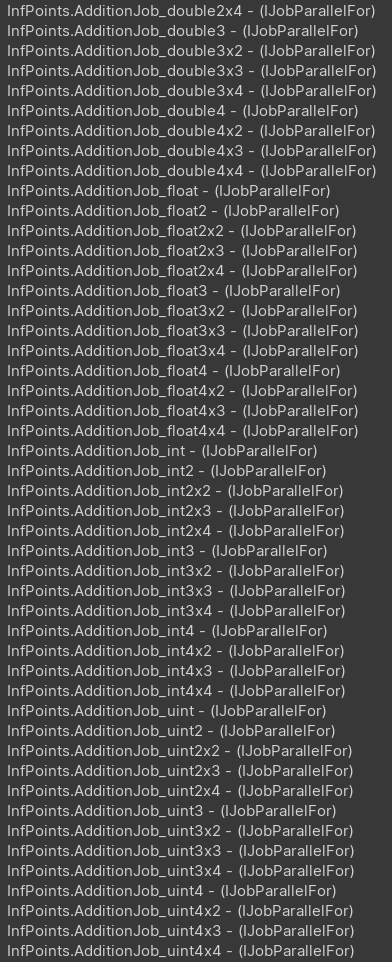 InfPoints.AdditionJob_double2x4 - (IJobParallelFor)
InfPoints.AdditionJob_double3 - (IJobParallelFor)
InfPoints.AdditionJob_double3x2 - (IJobParallelFor)
InfPoints.AdditionJob_double3x3 - (IJobParallelFor)
InfPoints.AdditionJob_double3x4 - (IJobParallelFor)
InfPoints.AdditionJob_double4 - (IJobParallelFor)
InfPoints.AdditionJob_double4x2 - (IJobParallelFor)
InfPoints.AdditionJob_double4x3 - (IJobParallelFor)
InfPoints.AdditionJob_double4x4 - (IJobParallelFor)
InfPoints.AdditionJob_float - (IJobParallelFor)
InfPoints.AdditionJob_float2 - (IJobParallelFor)
InfPoints.AdditionJob_float2x2 - (IJobParallelFor)
InfPoints.AdditionJob_float2x3 - (IJobParallelFor)
InfPoints.AdditionJob_float2x4 - (IJobParallelFor)
InfPoints.AdditionJob_float3 - (IJobParallelFor)
InfPoints.AdditionJob_float3x2 - (IJobParallelFor)
InfPoints.AdditionJob_float3x3 - (IJobParallelFor)
InfPoints.AdditionJob_float3x4 - (IJobParallelFor)
InfPoints.AdditionJob_float4 - (IJobParallelFor)
InfPoints.AdditionJob_float4x2 - (IJobParallelFor)
InfPoints.AdditionJob_float4x3 - (IJobParallelFor)
InfPoints.AdditionJob_float4x4 - (IJobParallelFor)
InfPoints.AdditionJob_int - (IJobParallelFor)
InfPoints.AdditionJob_int2 - (IJobParallelFor)
InfPoints.AdditionJob_int2x2 - (IJobParallelFor)
InfPoints.AdditionJob_int2x3 - (IJobParallelFor)
InfPoints.AdditionJob_int2x4 - (IJobParallelFor)
InfPoints.AdditionJob_int3 - (IJobParallelFor)
InfPoints.AdditionJob_int3x2 - (IJobParallelFor)
InfPoints.AdditionJob_int3x3 - (IJobParallelFor)
InfPoints.AdditionJob_int3x4 - (IJobParallelFor)
InfPoints.AdditionJob_int4 - (IJobParallelFor)
InfPoints.AdditionJob_int4x2 - (IJobParallelFor)
InfPoints.AdditionJob_int4x3 - (IJobParallelFor)
InfPoints.AdditionJob_int4x4 - (IJobParallelFor)
InfPoints.AdditionJob_uint - (IJobParallelFor)
InfPoints.AdditionJob_uint2 - (IJobParallelFor)
InfPoints.AdditionJob_uint2x2 - (IJobParallelFor)
InfPoints.AdditionJob_uint2x3 - (IJobParallelFor)
InfPoints.AdditionJob_uint2x4 - (IJobParallelFor)
InfPoints.AdditionJob_uint3 - (IJobParallelFor)
InfPoints.AdditionJob_uint3x2 - (IJobParallelFor)
InfPoints.AdditionJob_uint3x3 - (IJobParallelFor)
InfPoints.AdditionJob_uint3x4 - (IJobParallelFor)
InfPoints.AdditionJob_uint4 - (IJobParallelFor)
InfPoints.AdditionJob_uint4x2 - (IJobParallelFor)
InfPoints.AdditionJob_uint4x3 - (IJobParallelFor)
InfPoints.AdditionJob_uint4x4 - (IJobParallelFor)